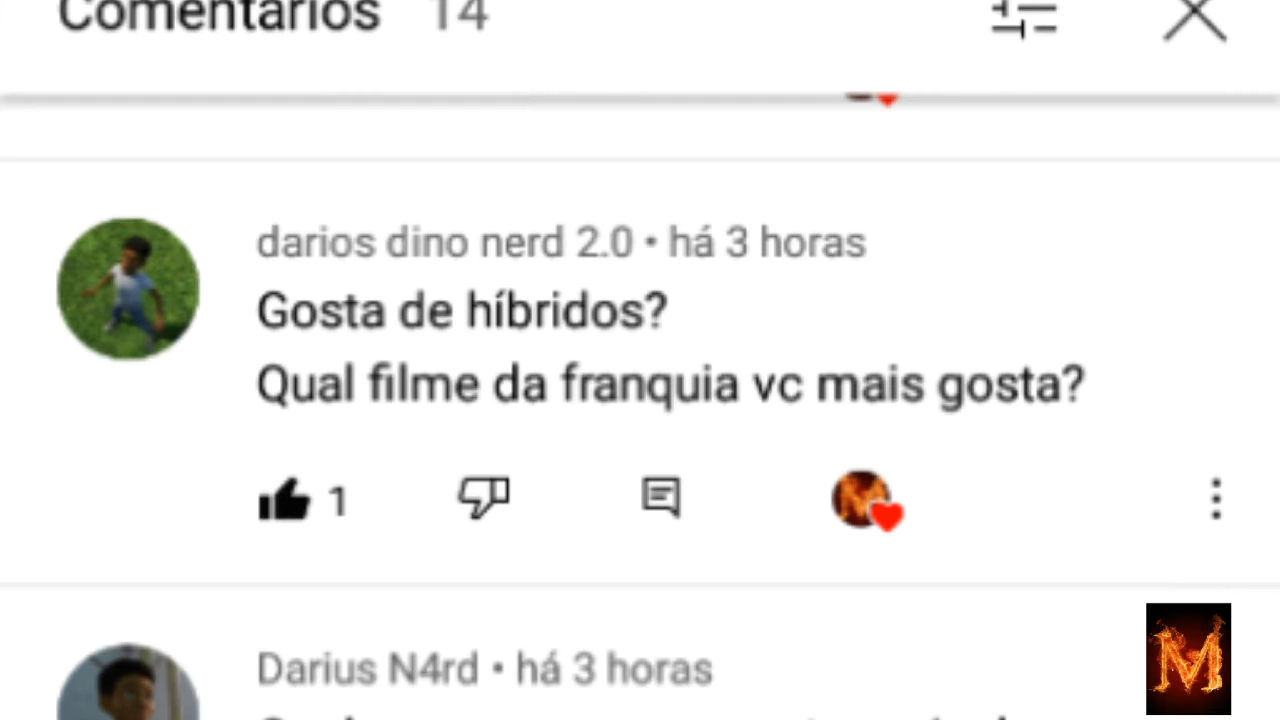 Comentários 14
darios dino nerd 2.0 • há 3 horas
Gosta de híbridos?
Qual filme da franquia vc mais gosta?
1
M
Darius N4rd • há 3 horas